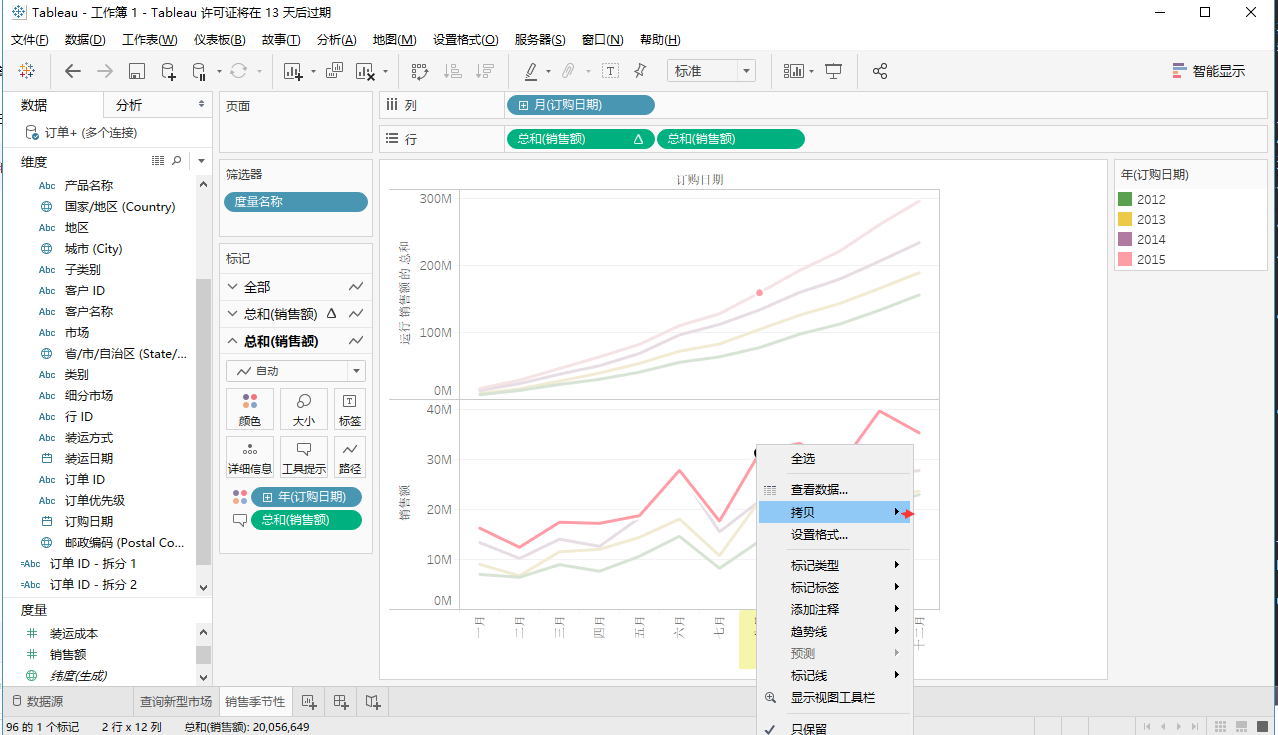 Tableau - 工作簿 1 - Tableau 许可证将在 13 天后过期
文件(F) 数据(D) 工作表(W) 仪表板(B) 故事(T) 分析(A) 地图(M) 设置格式(O) 服务器(S) 窗口(N) 帮助(H)
标准
智能显示
数据 分析
订单+ (多个连接)
维度
Abc 产品名称
国家/地区 (Country)
Abc 地区
城市 (City)
Abc 子类别
Abc 客户 ID
Abc 客户名称
Abc 市场
省/市/自治区 (State/...
Abc 类别
Abc 细分市场
Abc 行 ID
Abc 装运方式
装运日期
Abc 订单 ID
Abc 订单优先级
订购日期
邮政编码 (Postal Co...
=Abc 订单 ID - 拆分 1
=Abc 订单 ID - 拆分 2
度量
装运成本
销售额
纬度(生成)
页面
筛选器
度量名称
标记
全部
总和(销售额) Δ
总和(销售额)
自动
颜色 大小 标签
详细信息 工具提示 路径
年(订购日期)
总和(销售额)
列 月(订购日期)
行 总和(销售额) Δ 总和(销售额)
订购日期
运行 销售额 的 总和
300M
200M
100M
0M
销售额
40M
30M
20M
10M
0M
一月 二月 三月 四月 五月 六月 七月 十二月
年(订购日期)
2012
2013
2014
2015
全选
查看数据...
拷贝
设置格式...
标记类型
标记标签
添加注释
趋势线
预测
标记线
显示视图工具栏
只保留
数据源 查询新型市场 销售季节性
96 的 1 个标记 2 行 x 12 列 总和(销售额): 20,056,649